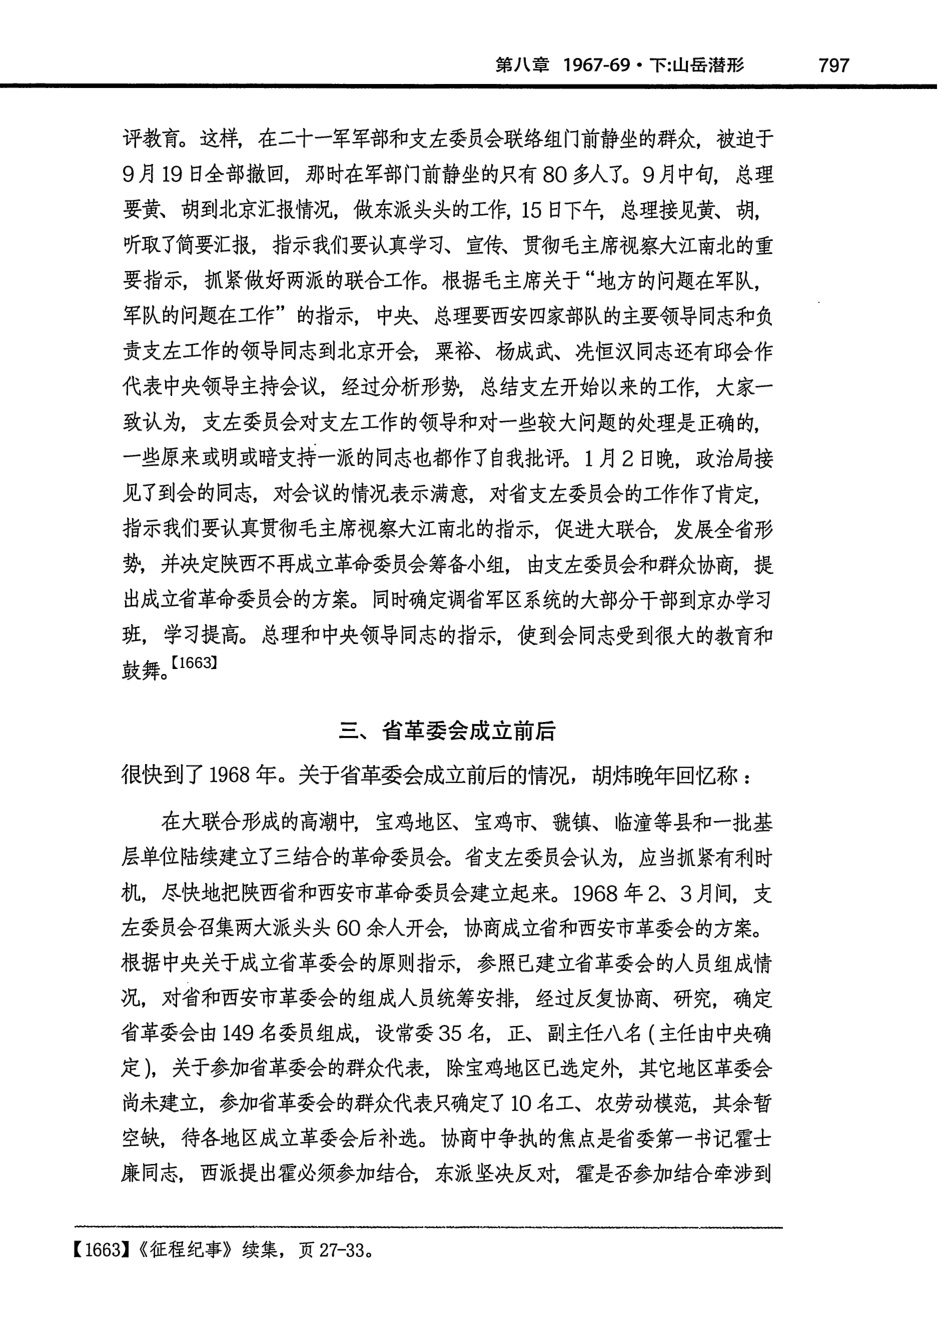 第八章 1967-69·下:山岳潜形 797
评教育。这样，在二十一军军部和支左委员会联络组门前静坐的群众，被迫于
9月19日全部撤回，那时在军部门前静坐的只有80多人了。9月中旬，总理
要黄、胡到北京汇报情况，做东派头头的工作，15日下午，总理接见黄、胡，
听取了简要汇报，指示我们要认真学习、宣传、贯彻毛主席视察大江南北的重
要指示，抓紧做好两派的联合工作。根据毛主席关于“地方的问题在军队，
军队的问题在工作”的指示，中央、总理要西安四家部队的主要领导同志和负
责支左工作的领导同志到北京开会，粟裕、杨成武、冼恒汉同志还有邱会作
代表中央领导主持会议，经过分析形势，总结支左开始以来的工作，大家一
致认为，支左委员会对支左工作的领导和对一些较大问题的处理是正确的，
一些原来或明或暗支持一派的同志也都作了自我批评。1月2日晚，政治局接
见了到会的同志，对会议的情况表示满意，对省支左委员会的工作作了肯定，
指示我们要认真贯彻毛主席视察大江南北的指示，促进大联合，发展全省形
势，并决定陕西不再成立革命委员会筹备小组，由支左委员会和群众协商，提
出成立省革命委员会的方案。同时确定调省军区系统的大部分干部到京办学习
班，学习提高。总理和中央领导同志的指示，使到会同志受到很大的教育和
鼓舞。【1663】
三、省革委会成立前后
很快到了1968年。关于省革委会成立前后的情况，胡炜晚年回忆称：
在大联合形成的高潮中，宝鸡地区、宝鸡市、虢镇、临潼等县和一批基
层单位陆续建立了三结合的革命委员会。省支左委员会认为，应当抓紧有利时
机，尽快地把陕西省和西安市革命委员会建立起来。1968年2、3月间，支
左委员会召集两大派头头60余人开会，协商成立省和西安市革委会的方案。
根据中央关于成立省革委会的原则指示，参照已建立省革委会的人员组成情
况，对省和西安市革委会的组成人员统筹安排，经过反复协商、研究，确定
省革委会由149名委员组成，设常委35名，正、副主任八名(主任由中央确
定)，关于参加省革委会的群众代表，除宝鸡地区已选定外，其它地区革委会
尚未建立，参加省革委会的群众代表只确定了10名工、农劳动模范，其余暂
空缺，待各地区成立革委会后补选。协商中争执的焦点是省委第一书记霍士
廉同志，西派提出霍必须参加结合，东派坚决反对，霍是否参加结合牵涉到
【1663】《征程纪事》续集，页27-33。